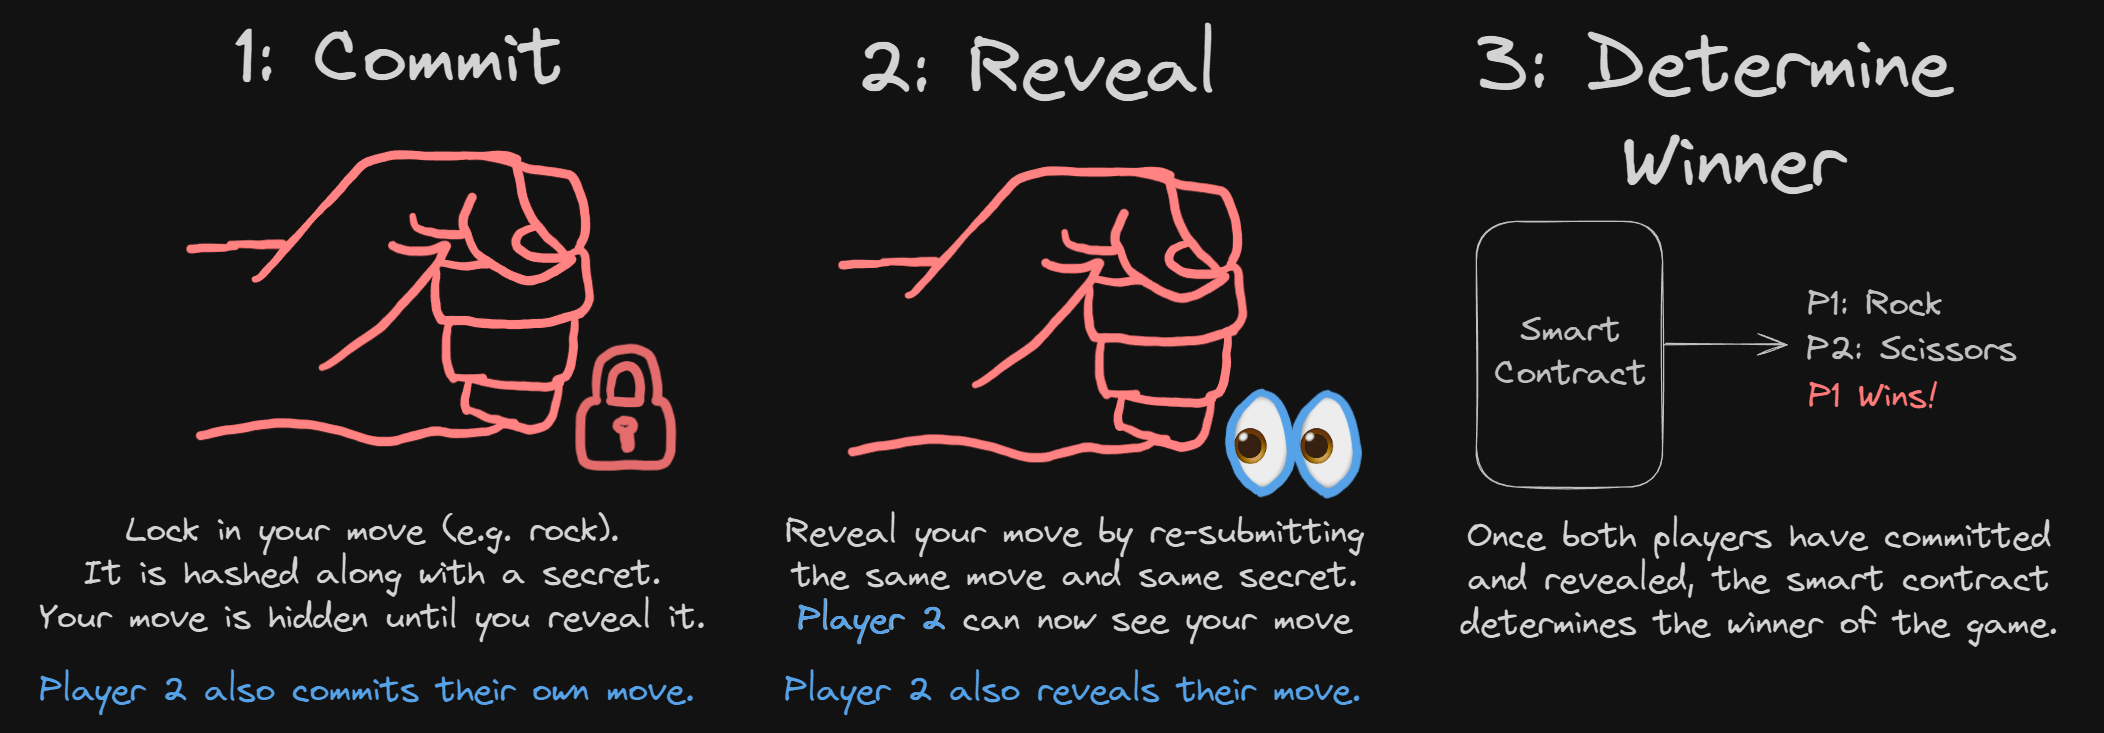 1: Commit
Lock in your move (e.g. rock).
It is hashed along with a secret.
Your move is hidden until you reveal it.
Player 2 also commits their own move.
2: Reveal
Reveal your move by re-submitting
the same move and same secret.
Player 2 can now see your move
Player 2 also reveals their move.
3: Determine
Winner
Smart
Contract
P1: Rock
P2: Scissors
P1 Wins!
Once both players have committed
and revealed, the smart contract
determines the winner of the game.